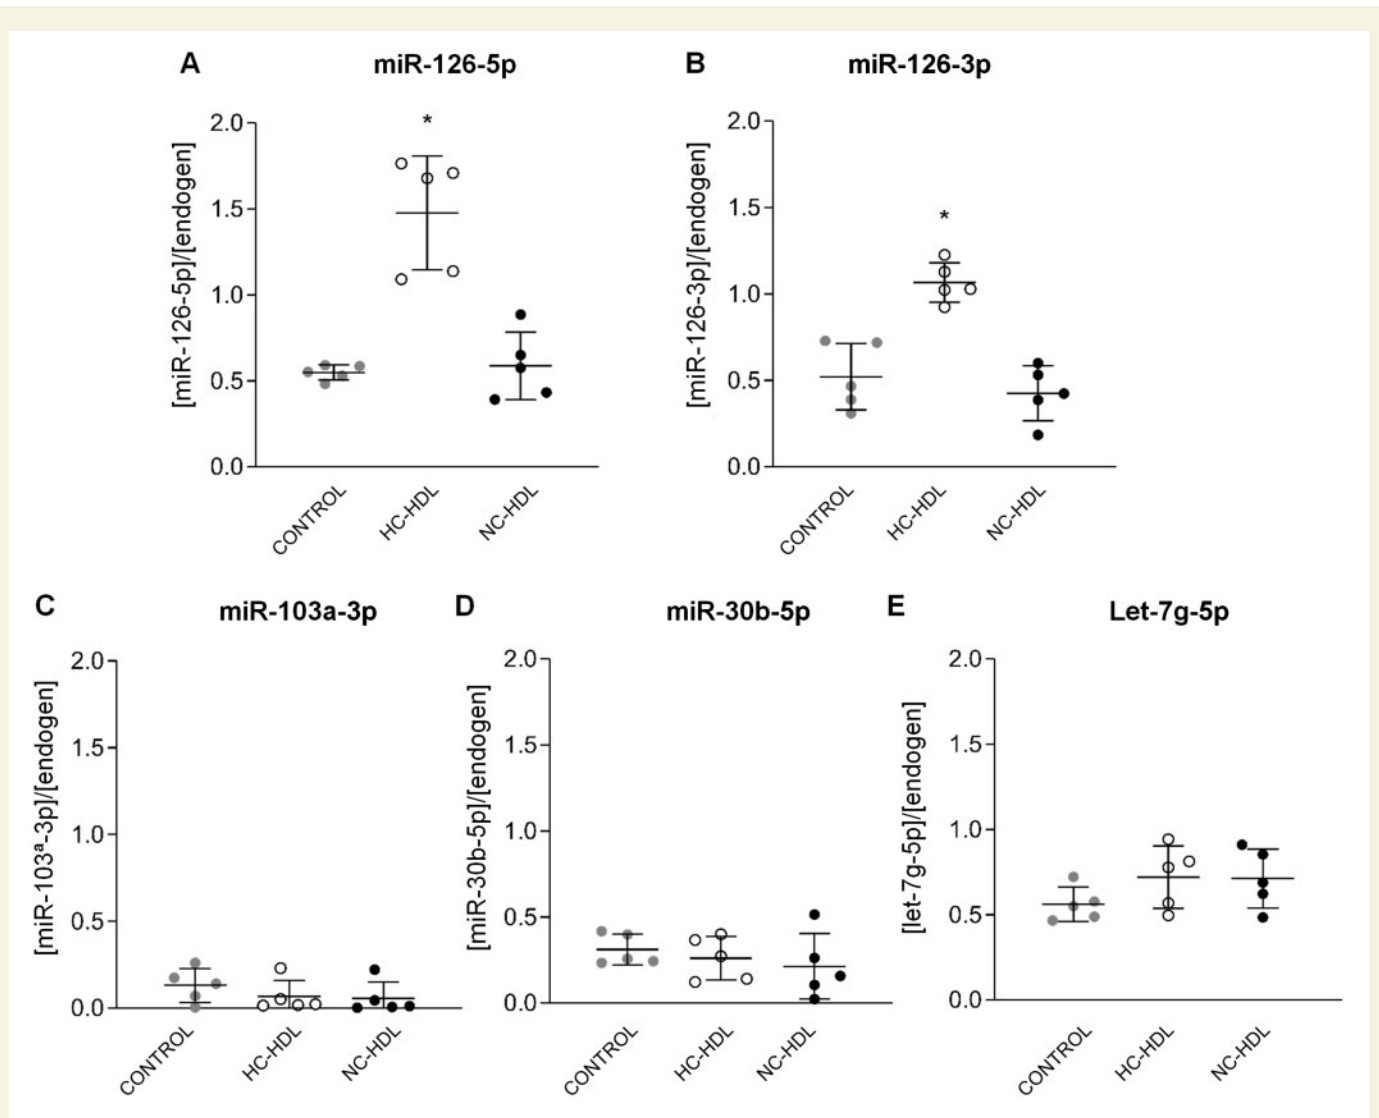 A miR-126-5p
B miR-126-3p
[miR-126-5p]/[endogen]
2.0
*
1.5
1.0
0.5
0.0
CONTROL
HC-HDL
NC-HDL
[miR-126-3p]/[endogen]
2.0
1.5
*
1.0
0.5
0.0
CONTROL
HC-HDL
NC-HDL
C miR-103a-3p
D miR-30b-5p
E Let-7g-5p
[miR-103ª-3p]/[endogen]
2.0
1.5
1.0
0.5
0.0
CONTROL
HC-HDL
NC-HDL
[miR-30b-5p]/[endogen]
2.0
1.5
1.0
0.5
0.0
CONTROL
HC-HDL
NC-HDL
[let-7g-5p]/[endogen]
2.0
1.5
1.0
0.5
0.0
CONTROL
HC-HDL
NC-HDL